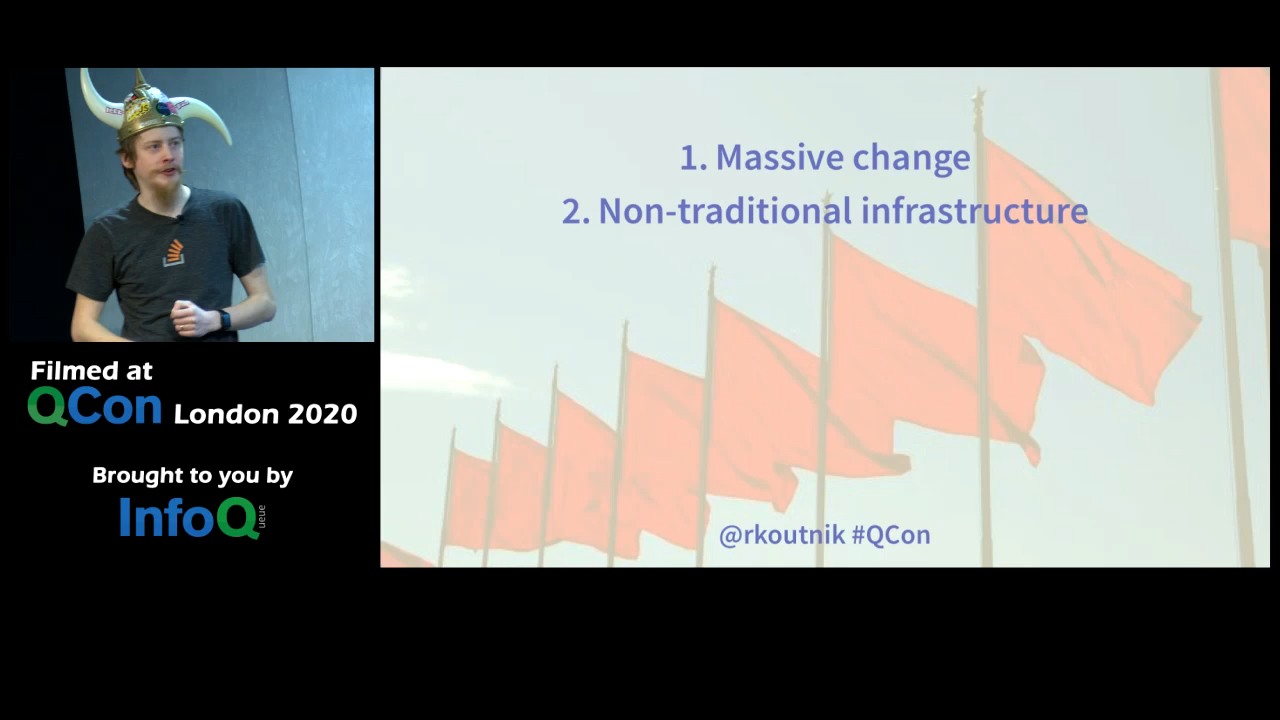 Filmed at
QCon London 2020
Brought to you by
InfoQ
ueue
1. Massive change
2. Non-traditional infrastructure
@rkoutnik #QCon